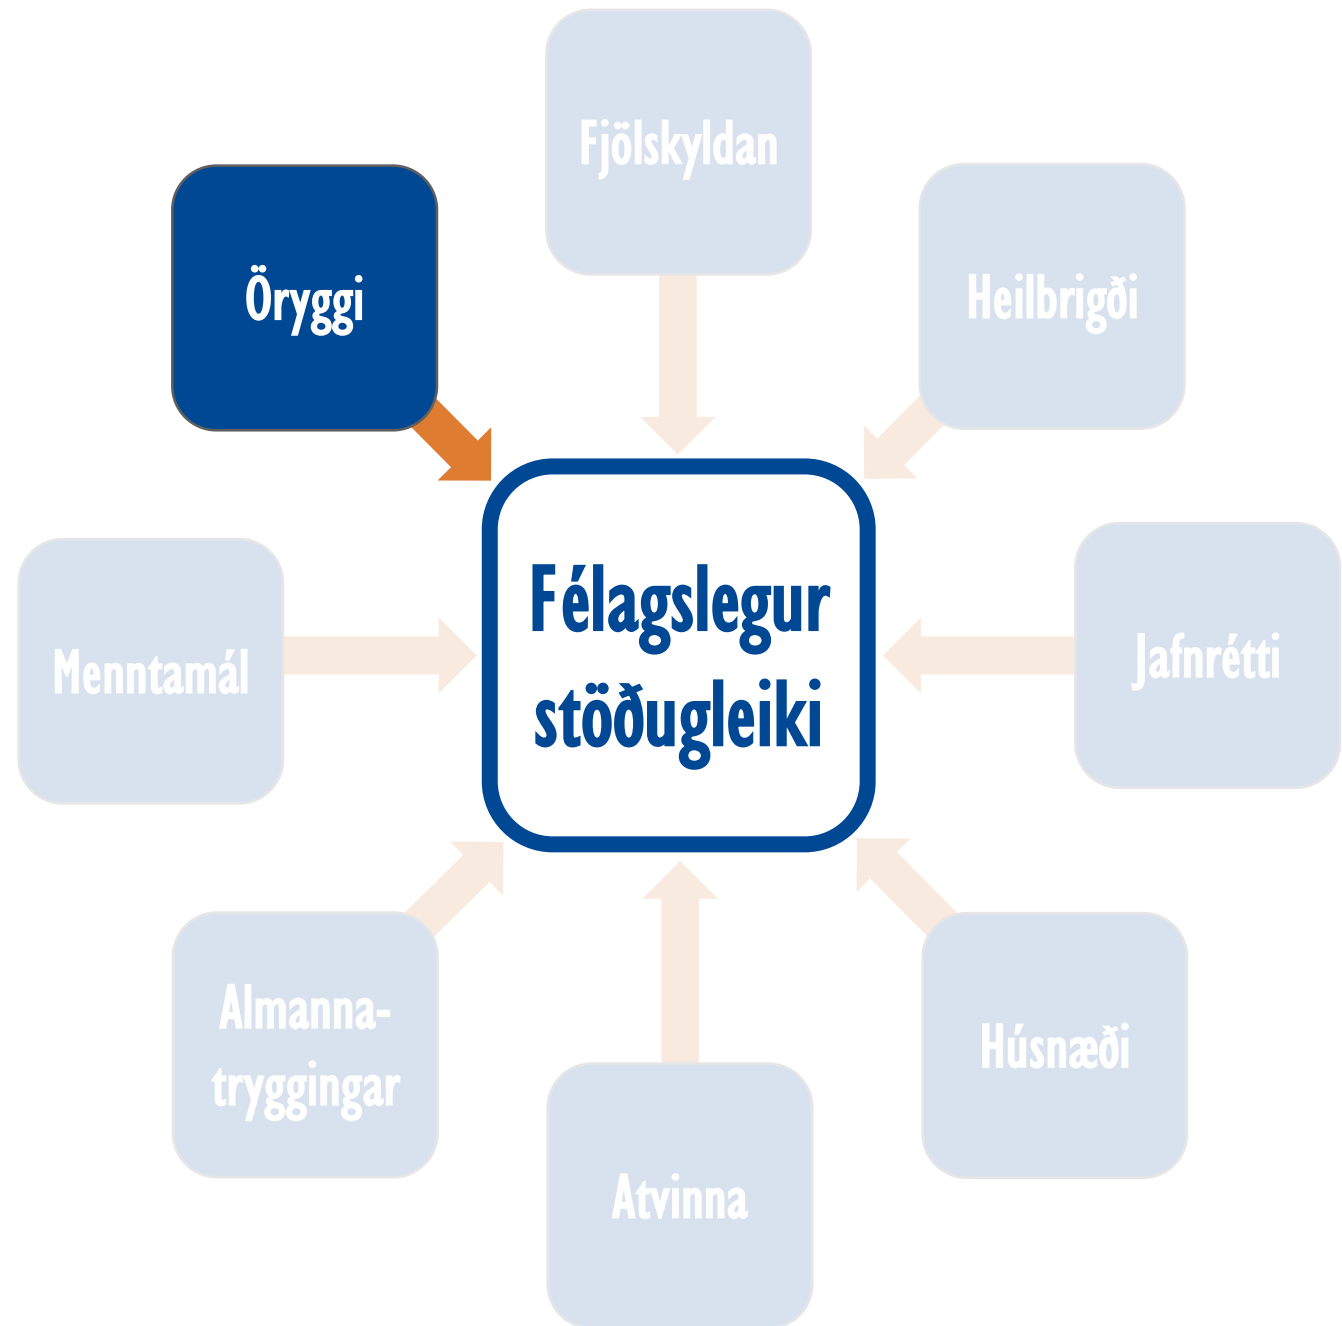 Fjölskyldan
Öryggi
Heilbrigði
Félagslegur
stöðugleiki
Menntamál
Jafnrétti
Almanna-
tryggingar
Húsnæði
Atvinna